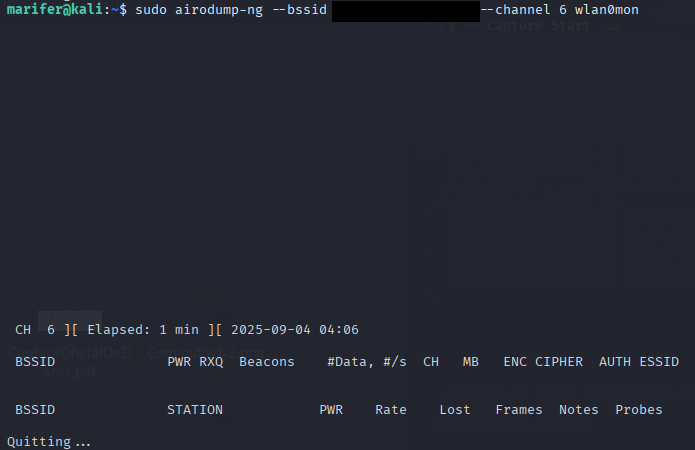 marifer@kali:~$ sudo airodump-ng --bssid --channel 6 wlan0mon
Capture Start ...
CH 6 ][ Elapsed: 1 min ][ 2025-09-04 04:06
BSSID PWR RXQ Beacons #Data, #/s CH MB ENC CIPHER AUTH ESSID
BSSID STATION PWR Rate Lost Frames Notes Probes
Quitting...